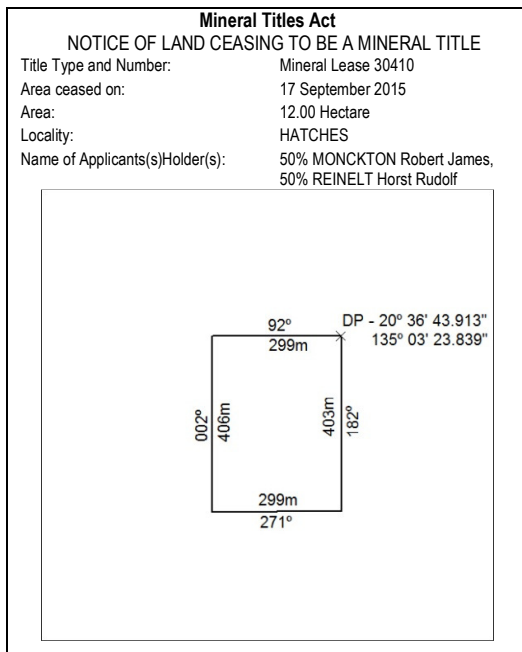 Mineral Titles Act
NOTICE OF LAND CEASING TO BE A MINERAL TITLE
Title Type and Number: Mineral Lease 30410
Area ceased on: 17 September 2015
Area: 12.00 Hectare
Locality: HATCHES
Name of Applicants(s)Holder(s): 50% MONCKTON Robert James,
50% REINELT Horst Rudolf
92º DP - 20º 36' 43.913"
299m 135º 03' 23.839"
002º
406m
403m
182º
299m
271º